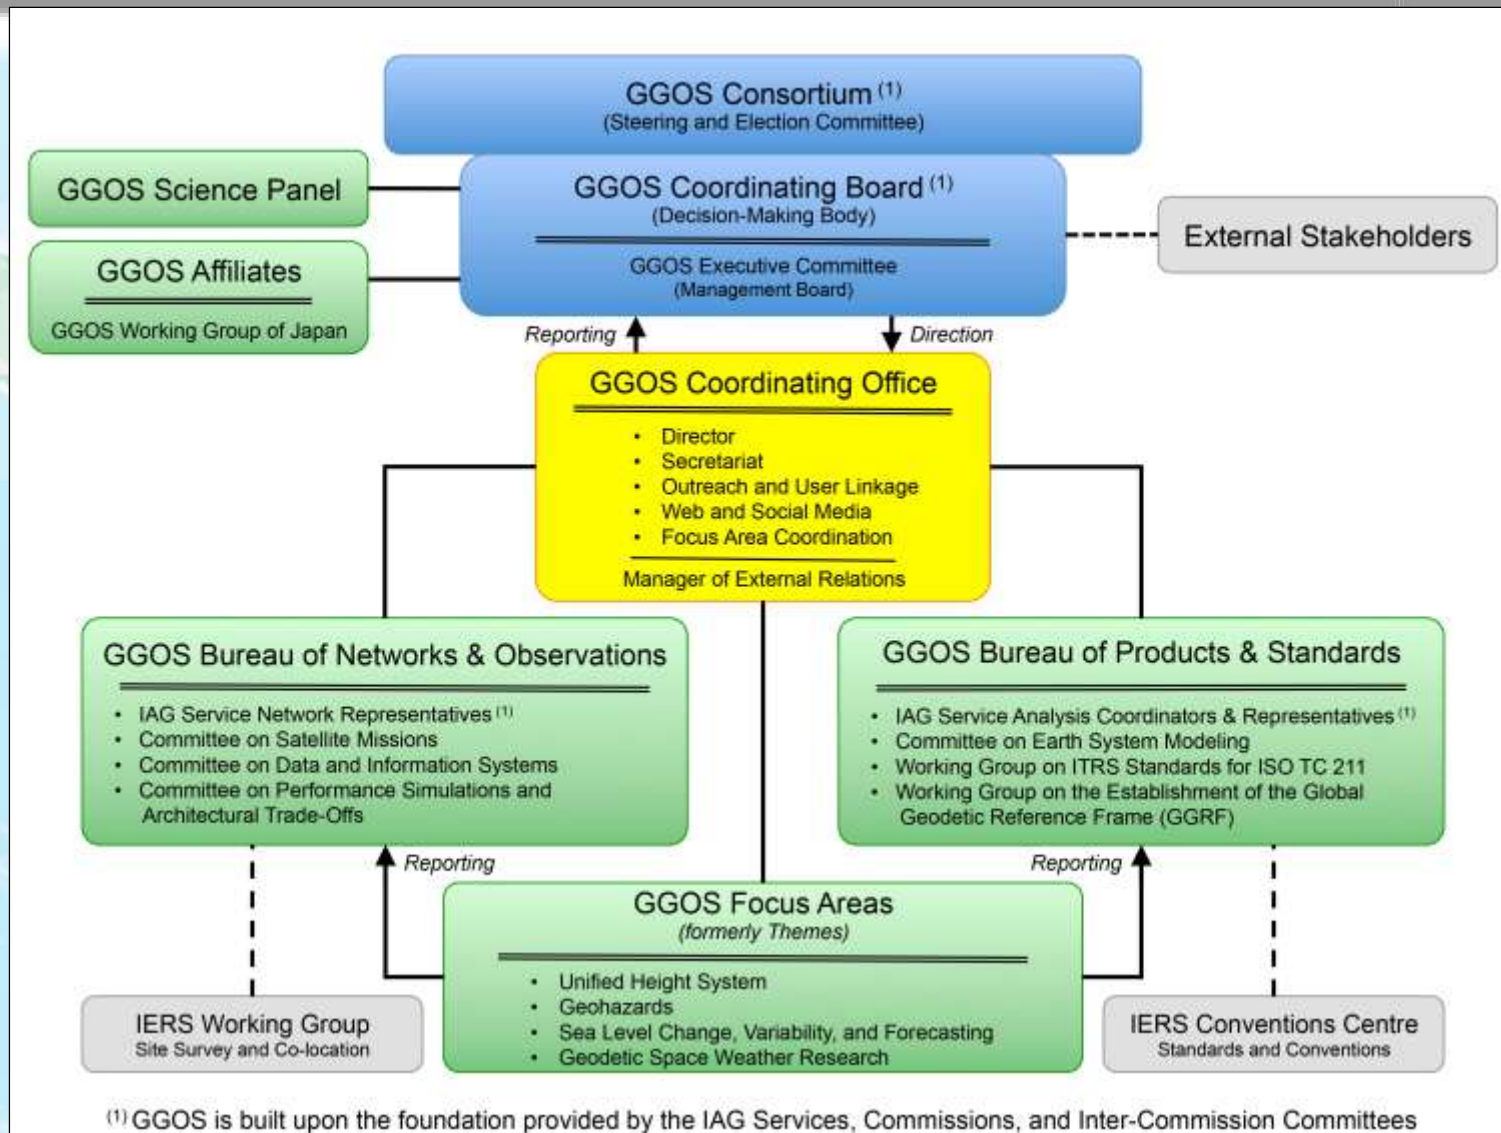 GGOS Consortium (1)
(Steering and Election Committee)
GGOS Science Panel
GGOS Coordinating Board (1)
(Decision-Making Body)
GGOS Executive Committee
(Management Board)
External Stakeholders
GGOS Affiliates
GGOS Working Group of Japan
Reporting
Direction
GGOS Coordinating Office
• Director
• Secretariat
• Outreach and User Linkage
• Web and Social Media
• Focus Area Coordination
Manager of External Relations
GGOS Bureau of Networks & Observations
• IAG Service Network Representatives (1)
• Committee on Satellite Missions
• Committee on Data and Information Systems
• Committee on Performance Simulations and
Architectural Trade-Offs
GGOS Bureau of Products & Standards
• IAG Service Analysis Coordinators & Representatives (1)
• Committee on Earth System Modeling
• Working Group on ITRS Standards for ISO TC 211
• Working Group on the Establishment of the Global
Geodetic Reference Frame (GGRF)
Reporting
Reporting
GGOS Focus Areas
(formerly Themes)
• Unified Height System
• Geohazards
• Sea Level Change, Variability, and Forecasting
• Geodetic Space Weather Research
IERS Working Group
Site Survey and Co-location
IERS Conventions Centre
Standards and Conventions
(1) GGOS is built upon the foundation provided by the IAG Services, Commissions, and Inter-Commission Committees